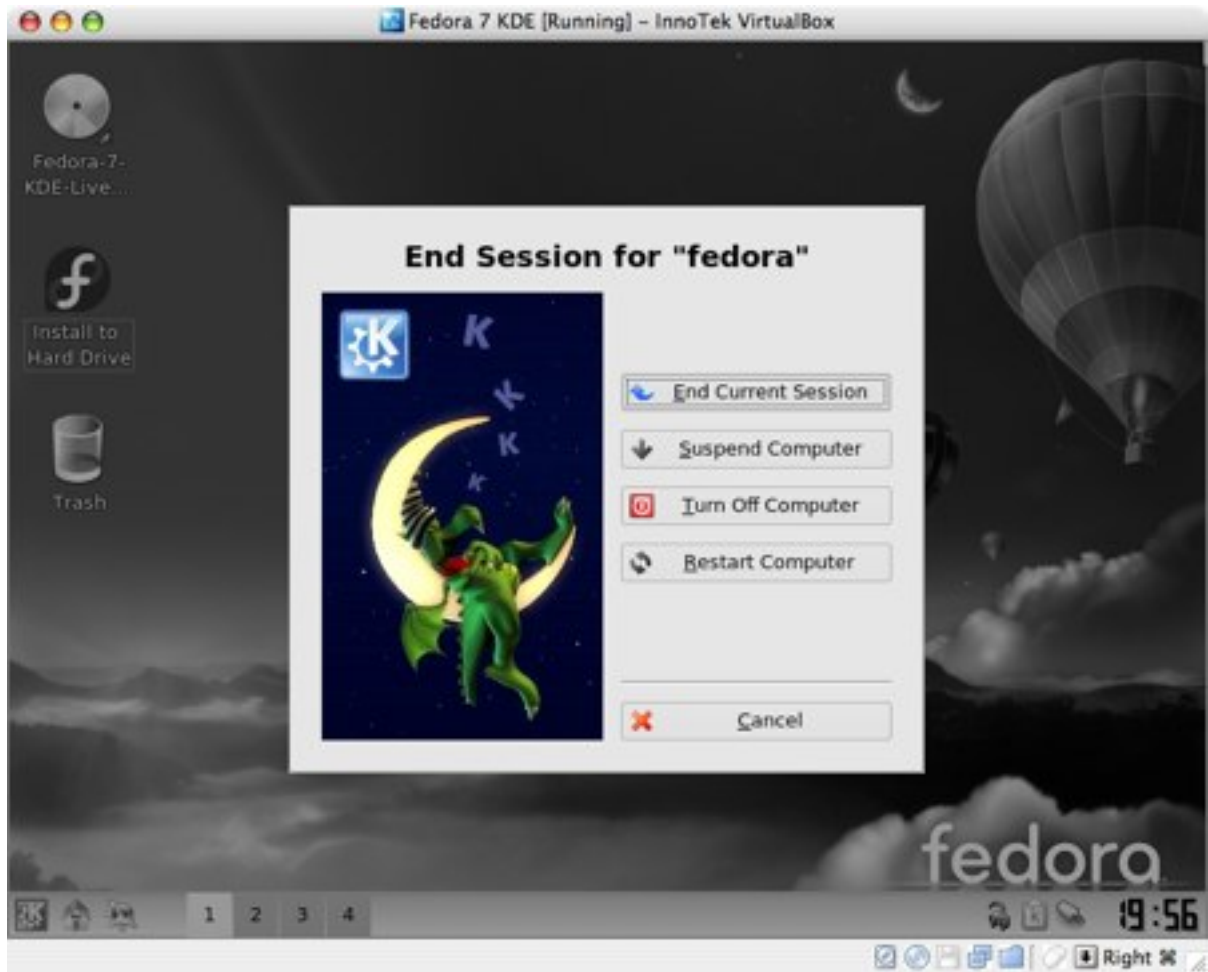 Fedora 7 KDE [Running] – InnoTek VirtualBox
Fedora-7-
KDE-Live....
Install to
Hard Drive
Trash
End Session for "fedora"
K
K
K
K
K
End Current Session
Suspend Computer
Turn Off Computer
Restart Computer
Cancel
fedora
1 2 3 4
19:56
Right ⌘